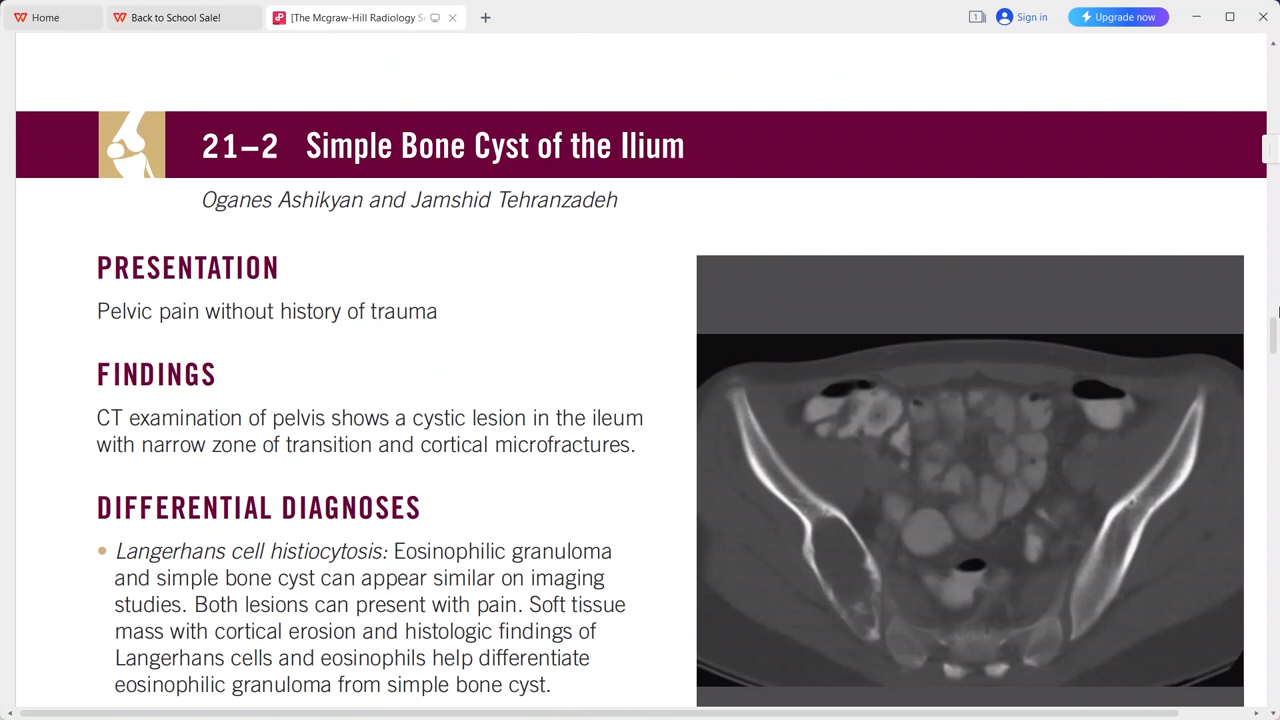 Home
Back to School Sale!
[The Mcgraw-Hill Radiology S
1
Sign in
Upgrade now
21–2 Simple Bone Cyst of the Ilium
Oganes Ashikyan and Jamshid Tehranzadeh
PRESENTATION
Pelvic pain without history of trauma
FINDINGS
CT examination of pelvis shows a cystic lesion in the ileum
with narrow zone of transition and cortical microfractures.
DIFFERENTIAL DIAGNOSES
• Langerhans cell histiocytosis: Eosinophilic granuloma
and simple bone cyst can appear similar on imaging
studies. Both lesions can present with pain. Soft tissue
mass with cortical erosion and histologic findings of
Langerhans cells and eosinophils help differentiate
eosinophilic granuloma from simple bone cyst.